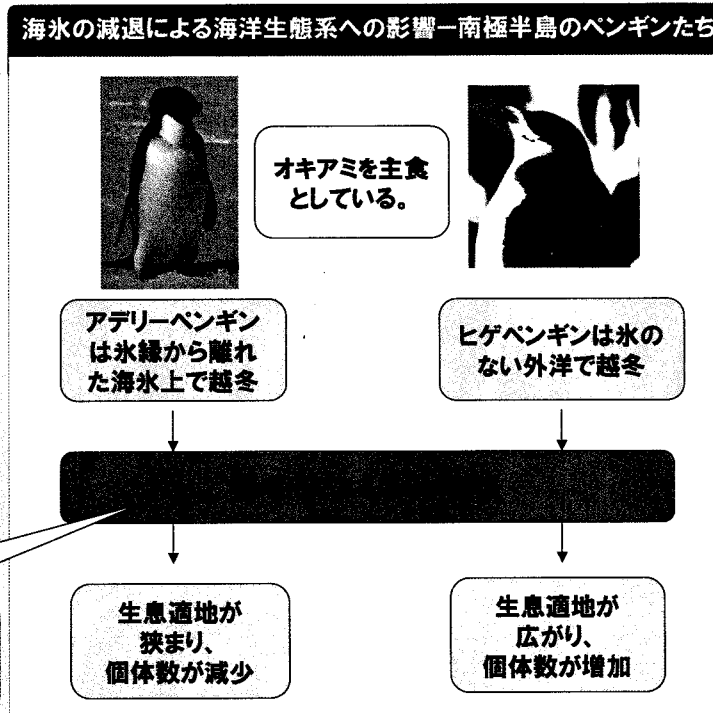 海氷の減退による海洋生態系への影響ー南極半島のペンギンたち
オキアミを主食
としている。
アデリーペンギン
は氷縁から離れ
た海氷上で越冬
ヒゲペンギンは氷の
ない外洋で越冬
生息適地が
狭まり、
個体数が減少
生息適地が
広がり、
個体数が増加